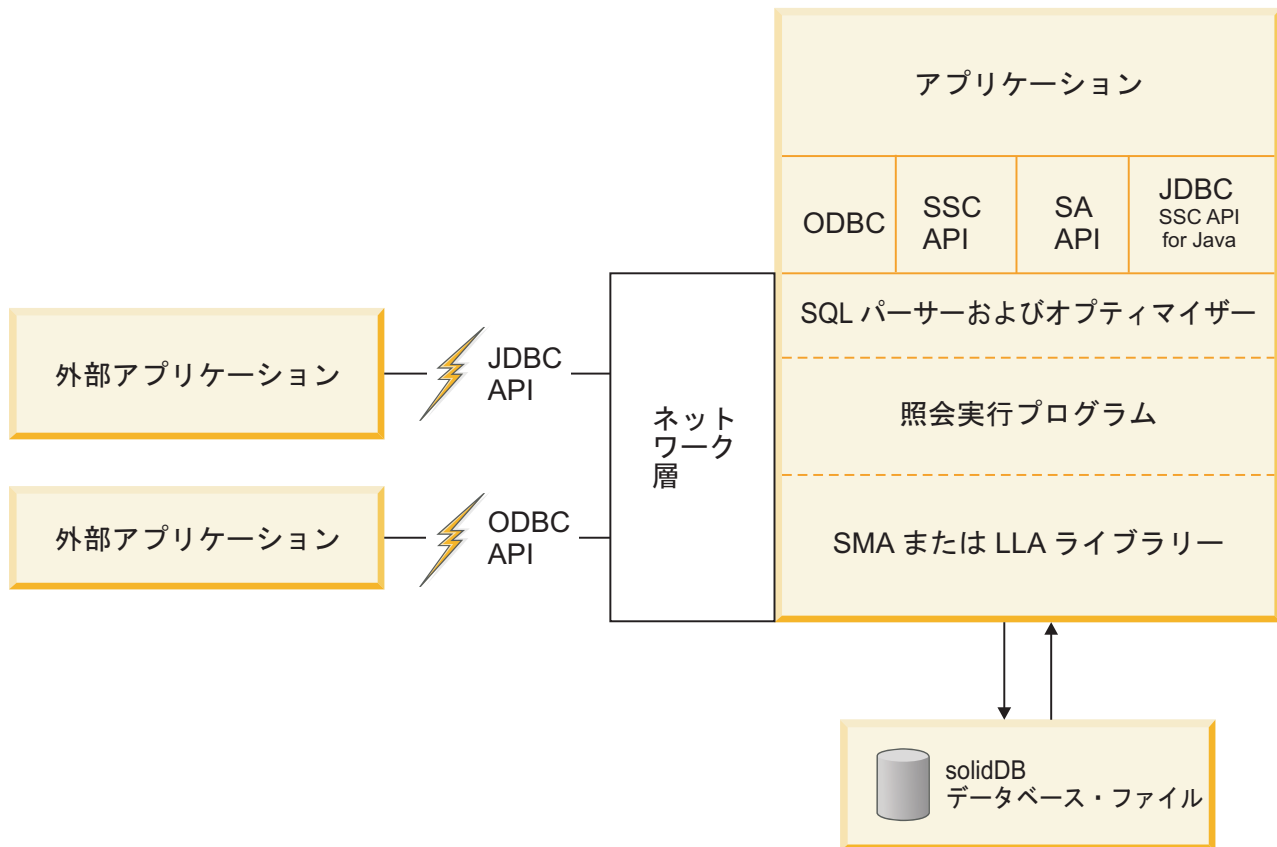 アプリケーション
ODBC
SSC
API
SA
API
JDBC
SSC API
for Java
SQL パーサーおよびオプティマイザー
照会実行プログラム
SMA または LLA ライブラリー
ネット
ワーク
層
外部アプリケーション
JDBC
API
外部アプリケーション
ODBC
API
solidDB
データベース・ファイル